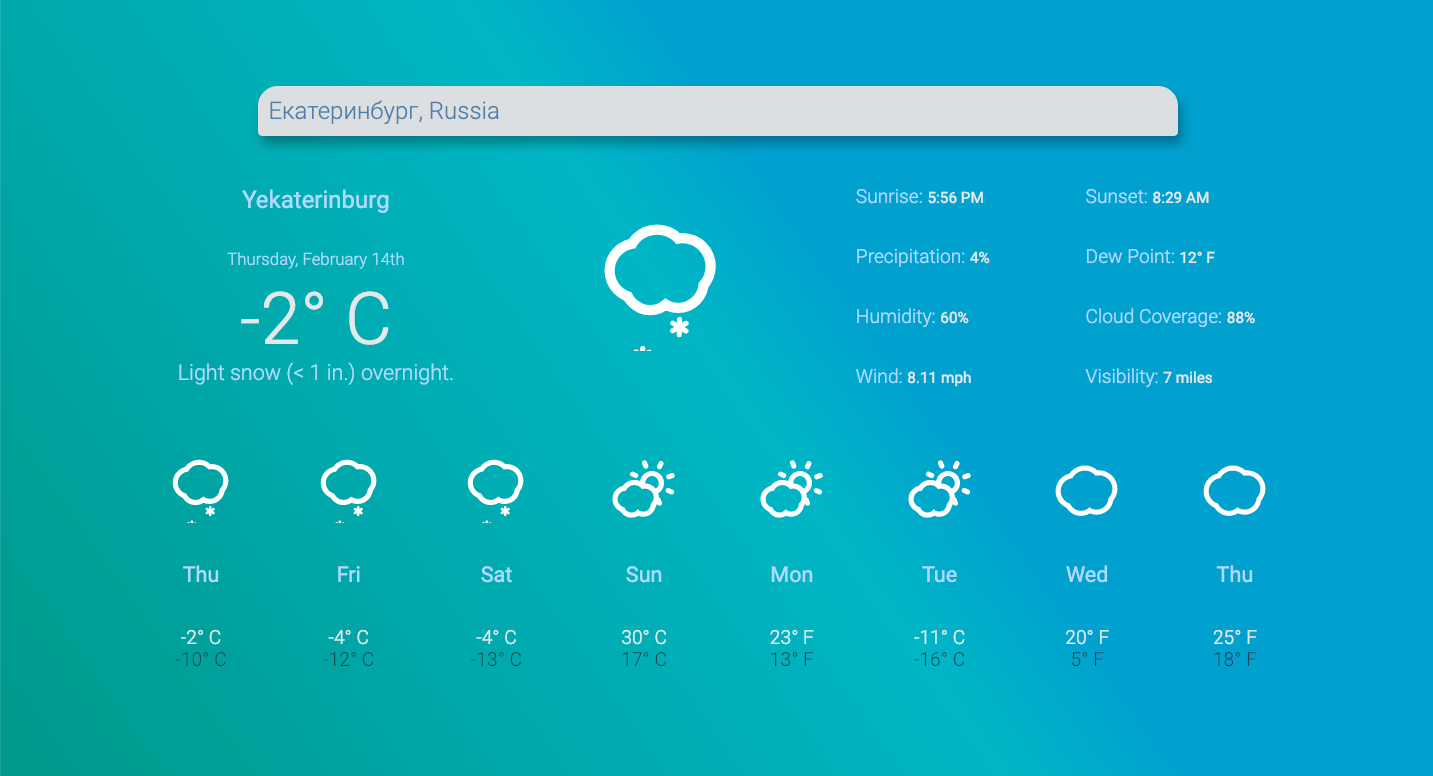 Екатеринбург, Russia
Yekaterinburg
Thursday, February 14th
-2° C
Light snow (< 1 in.) overnight.
Sunrise: 5:56 PM
Sunset: 8:29 AM
Precipitation: 4%
Dew Point: 12° F
Humidity: 60%
Cloud Coverage: 88%
Wind: 8.11 mph
Visibility: 7 miles
Thu Fri Sat Sun Mon Tue Wed Thu
-2° C -4° C -4° C 30° C 23° F -11° C 20° F 25° F
-10° C -12° C -13° C 17° C 13° F -16° C 5° F 18° F